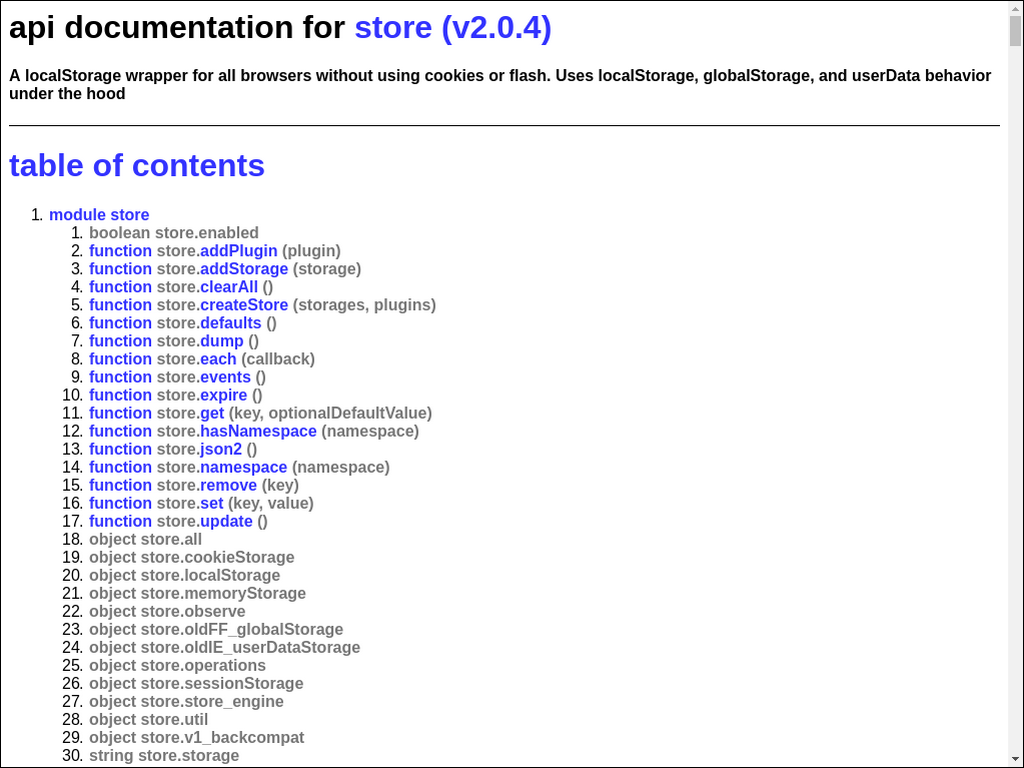 api documentation for store (v2.0.4)
A localStorage wrapper for all browsers without using cookies or flash. Uses localStorage, globalStorage, and userData behavior
under the hood
table of contents
1. module store
1. boolean store.enabled
2. function store.addPlugin (plugin)
3. function store.addStorage (storage)
4. function store.clearAll ()
5. function store.createStore (storages, plugins)
6. function store.defaults ()
7. function store.dump ()
8. function store.each (callback)
9. function store.events ()
10. function store.expire ()
11. function store.get (key, optionalDefaultValue)
12. function store.hasNamespace (namespace)
13. function store.json2 ()
14. function store.namespace (namespace)
15. function store.remove (key)
16. function store.set (key, value)
17. function store.update ()
18. object store.all
19. object store.cookieStorage
20. object store.localStorage
21. object store.memoryStorage
22. object store.observe
23. object store.oldFF_globalStorage
24. object store.oldIE_userDataStorage
25. object store.operations
26. object store.sessionStorage
27. object store.store_engine
28. object store.util
29. object store.v1_backcompat
30. string store.storage